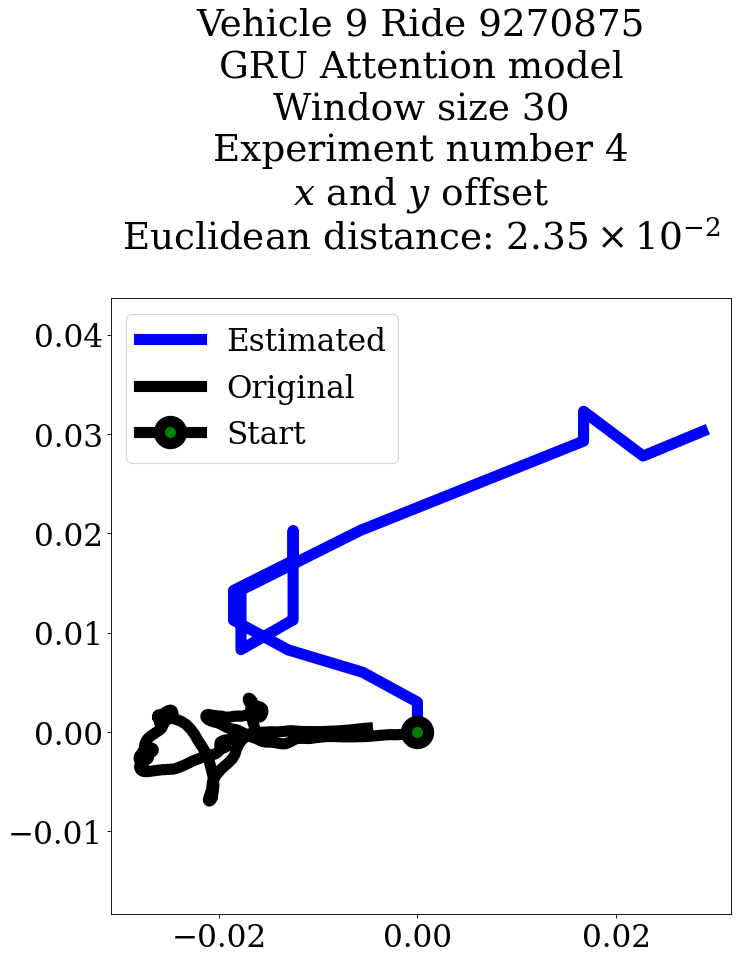 Vehicle 9 Ride 9270875
GRU Attention model
Window size 30
Experiment number 4
x and y offset
Euclidean distance: 2.35 × 10⁻²
Estimated
Original
Start
0.04
0.03
0.02
0.01
0.00
−0.01
−0.02 0.00 0.02